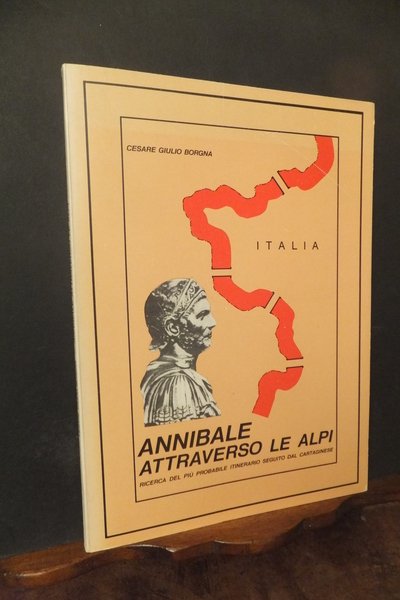 CESARE GIULIO BORGNA
ITALIA
ANNIBALE
ATTRAVERSO LE ALPI
RICERCA DEL PIÙ PROBABILE ITINERARIO SEGUITO DAL CARTAGINESE